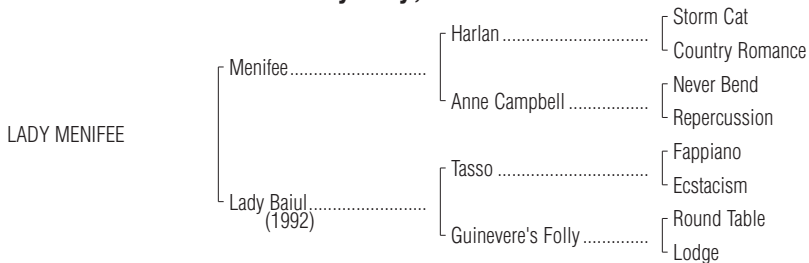 Storm Cat
Harlan
Country Romance
Menifee
Never Bend
Anne Campbell
Repercussion
LADY MENIFEE
Fappiano
Tasso
Ecstacism
Lady Baiul
(1992)
Round Table
Guinevere's Folly
Lodge